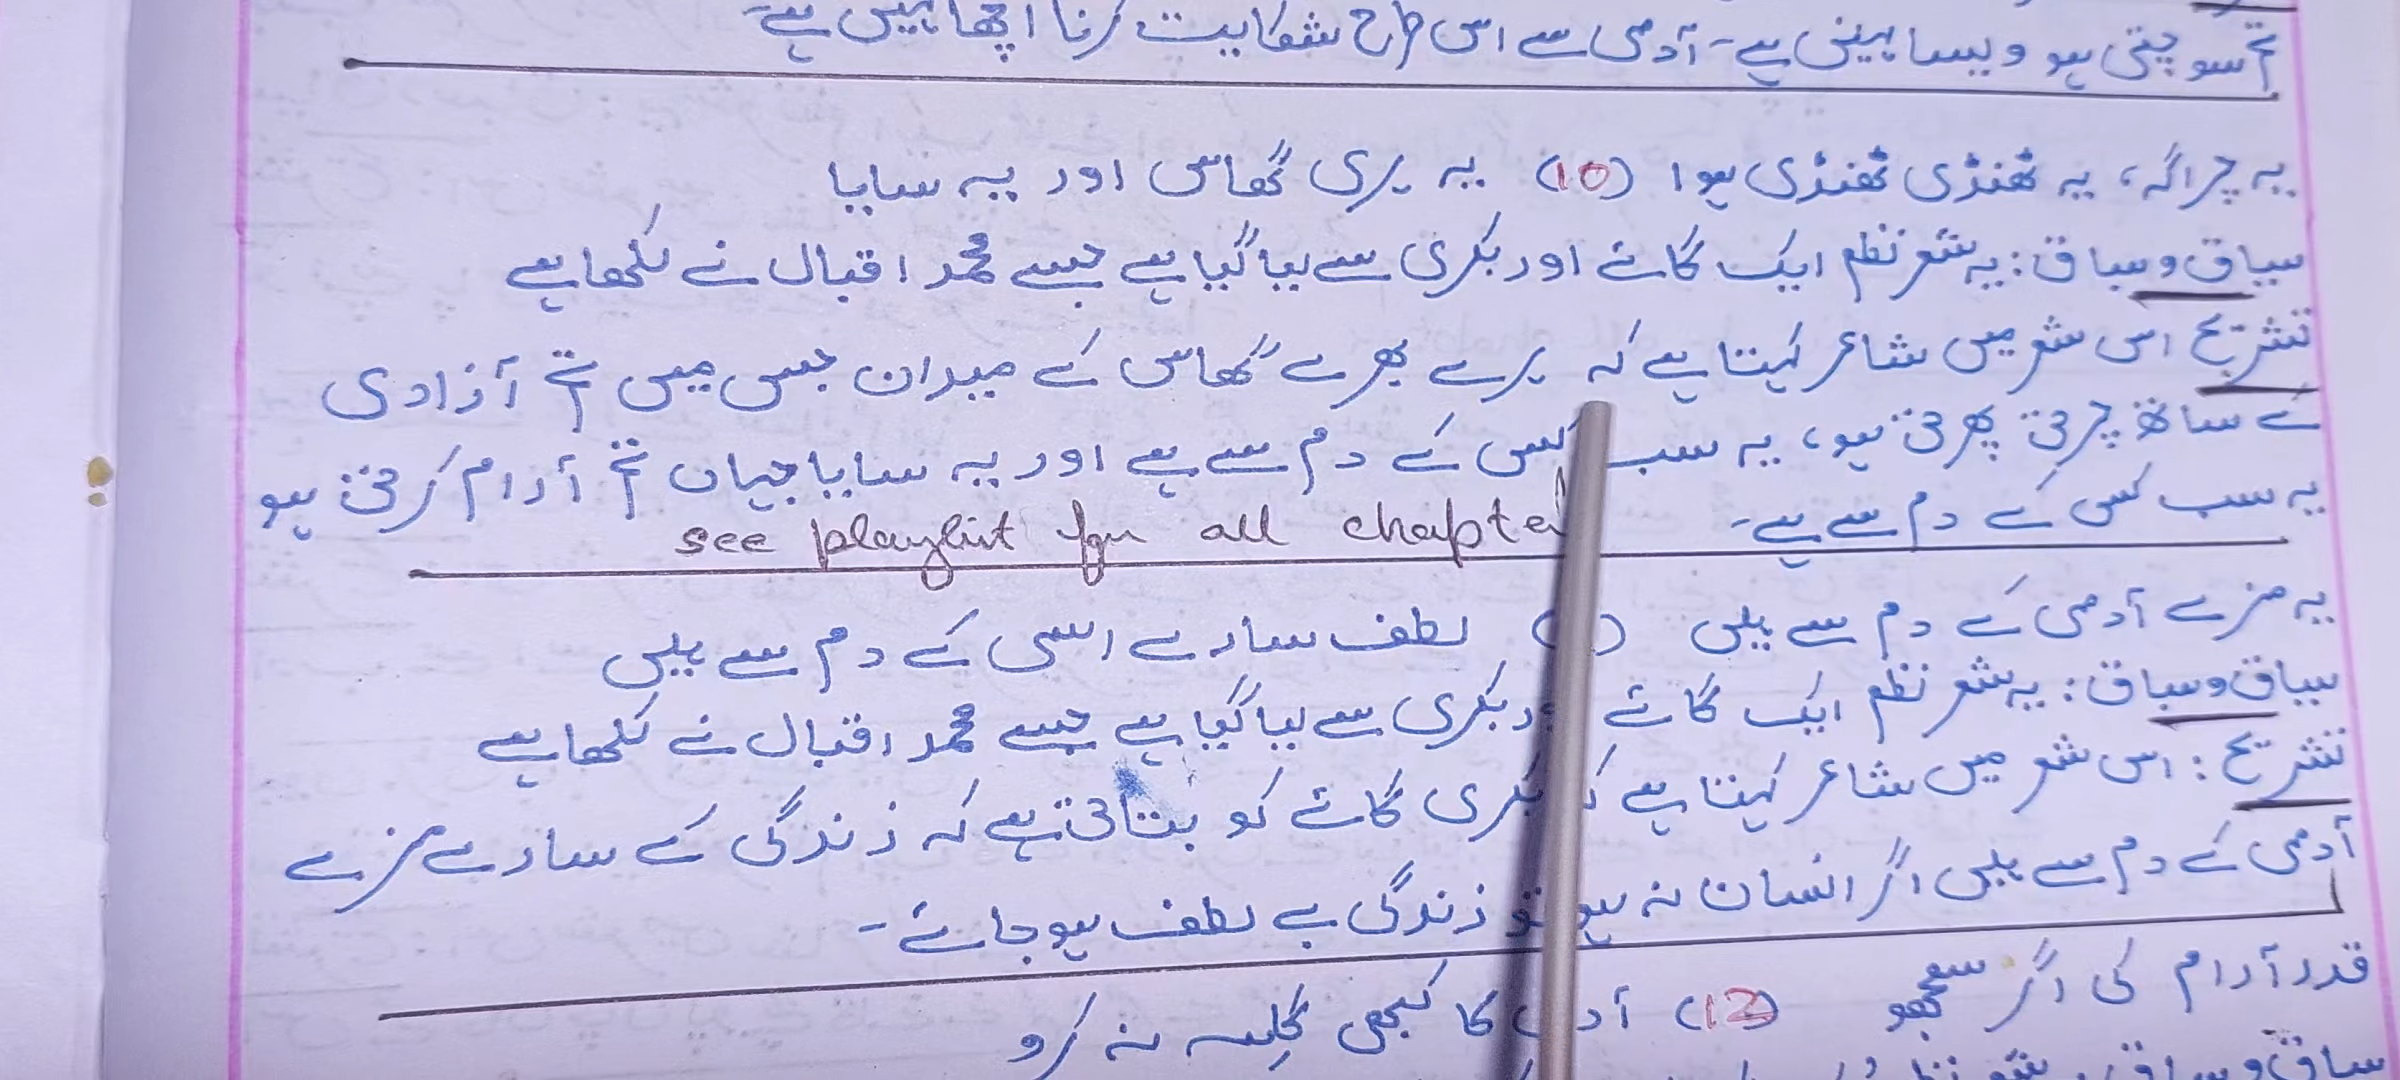 تم سوچتی ہو ویسا نہیں ہے۔ آدمی سے اس طرح شکایت کرنا اچھا نہیں ہے۔
یہ چراگہ، یہ ٹھنڈی ٹھنڈی ہوا (10) یہ ہری گھاس اور یہ سایا
سیاق و سباق: یہ شعر نظم ایک گائے اور بکری سے لیا گیا ہے جسے محمد اقبال نے لکھا ہے
تشریح اس شعر میں شاعر کہتا ہے کہ ہرے بھرے گھاس کے میدان جس میں تم آزادی
کے ساتھ چرتی پھرتی ہو، یہ سب کس کے دم سے ہے اور یہ سایا جہاں تم آرام کرتی ہو
یہ سب کس کے دم سے ہے۔
see playlist for all chapte
یہ مزے آدمی کے دم سے ہیں ( ) لطف سارے اسی کے دم سے ہیں
سیاق و سباق: یہ شعر نظم ایک گائے اور بکری سے لیا گیا ہے جسے محمد اقبال نے لکھا ہے
تشریح: اس شعر میں شاعر کہتا ہے کہ بکری گائے کو بتاتی ہے کہ زندگی کے سارے مزے
آدمی کے دم سے ہیں اگر انسان نہ ہو تو زندگی بے لطف ہو جائے۔
قدر آرام کی اگر سمجھو (12) آدمی کا کبھی گلہ نہ کرو
سیاق و سباق: